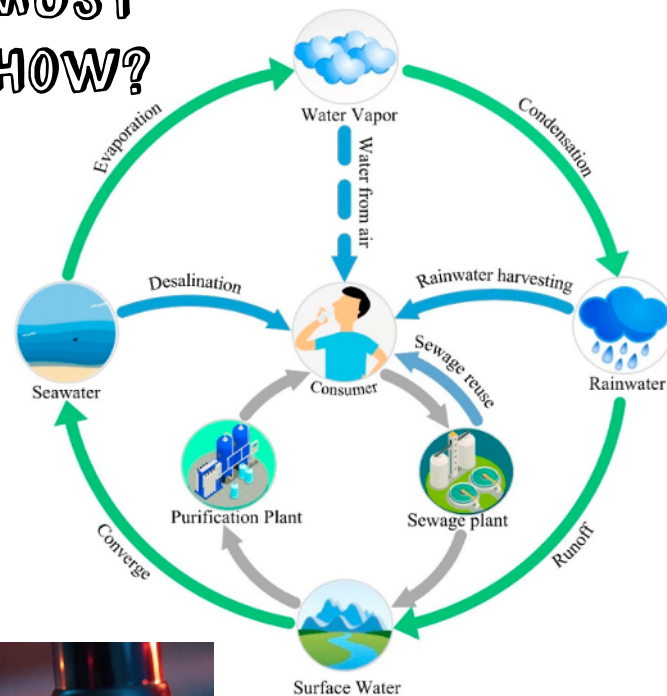 HOW?
Water Vapor
Evaporation
Condensation
Water from air
Desalination
Rainwater harvesting
Seawater
Consumer
Sewage reuse
Rainwater
Purification Plant
Sewage plant
Converge
Runoff
Surface Water